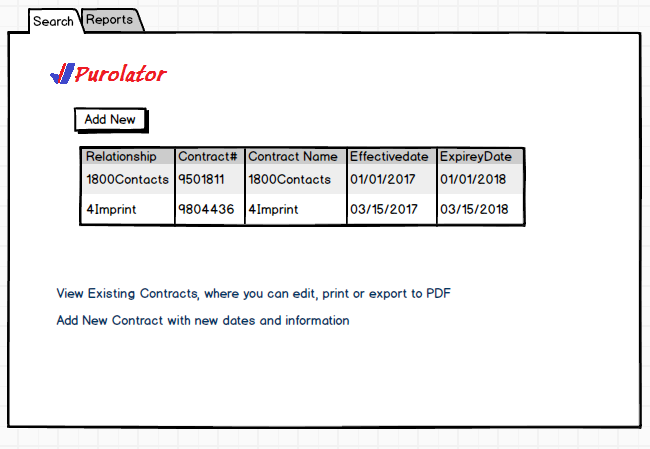 Search Reports
Purolator
Add New
Relationship Contract# Contract Name Effectivedate ExpireyDate
1800Contacts 9501811 1800Contacts 01/01/2017 01/01/2018
4Imprint 9804436 4Imprint 03/15/2017 03/15/2018
View Existing Contracts, where you can edit, print or export to PDF
Add New Contract with new dates and information